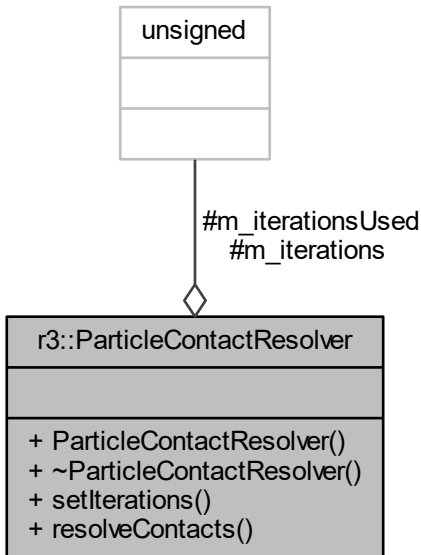 unsigned
#m_iterationsUsed
#m_iterations
r3::ParticleContactResolver
+ ParticleContactResolver()
+ ~ParticleContactResolver()
+ setIterations()
+ resolveContacts()